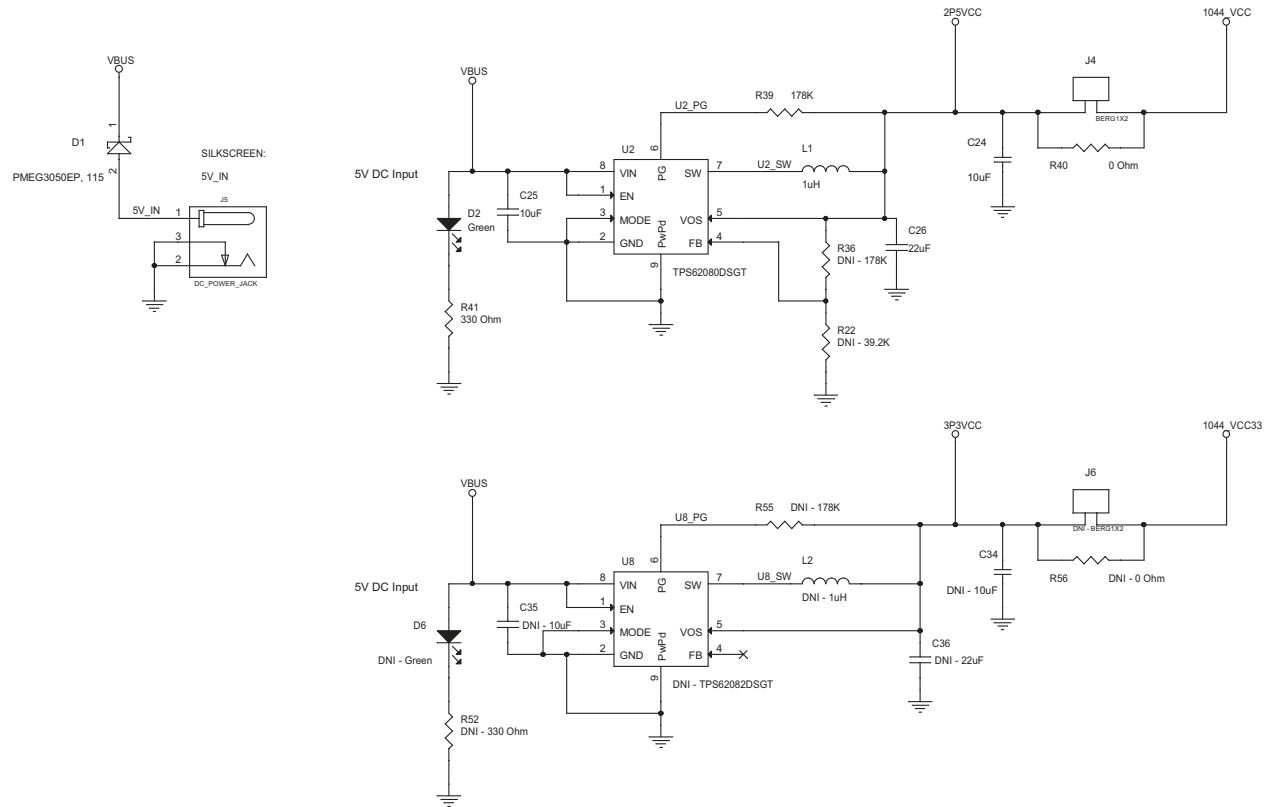 VBUS
1
D1
PMEG3050EP, 115
2
SILKSCREEN:
5V_IN
J5
5V_IN
1
3
2
DC_POWER_JACK
2P5VCC
1044_VCC
VBUS
J4
BERG1X2
R39 178K
U2_PG
6
C24
10uF
R40 0 Ohm
5V DC Input
U2
PG
8 VIN SW 7 U2_SW
L1
1uH
1 EN
C25
10uF
D2
Green
3 MODE VOS 5
2 GND PwPd FB 4
C26
22uF
R36
DNI - 178K
9
TPS62080DSGT
R41
330 Ohm
R22
DNI - 39.2K
3P3VCC
1044_VCC33
VBUS
J6
DNI - BERG1X2
R55 DNI - 178K
U8_PG
6
C34
DNI - 10uF
R56 DNI - 0 Ohm
5V DC Input
U8
PG
8 VIN SW 7 U8_SW
L2
DNI - 1uH
1 EN
C35
DNI - 10uF
D6
DNI - Green
3 MODE VOS 5
2 GND PwPd FB 4
C36
DNI - 22uF
9
DNI - TPS62082DSGT
R52
DNI - 330 Ohm